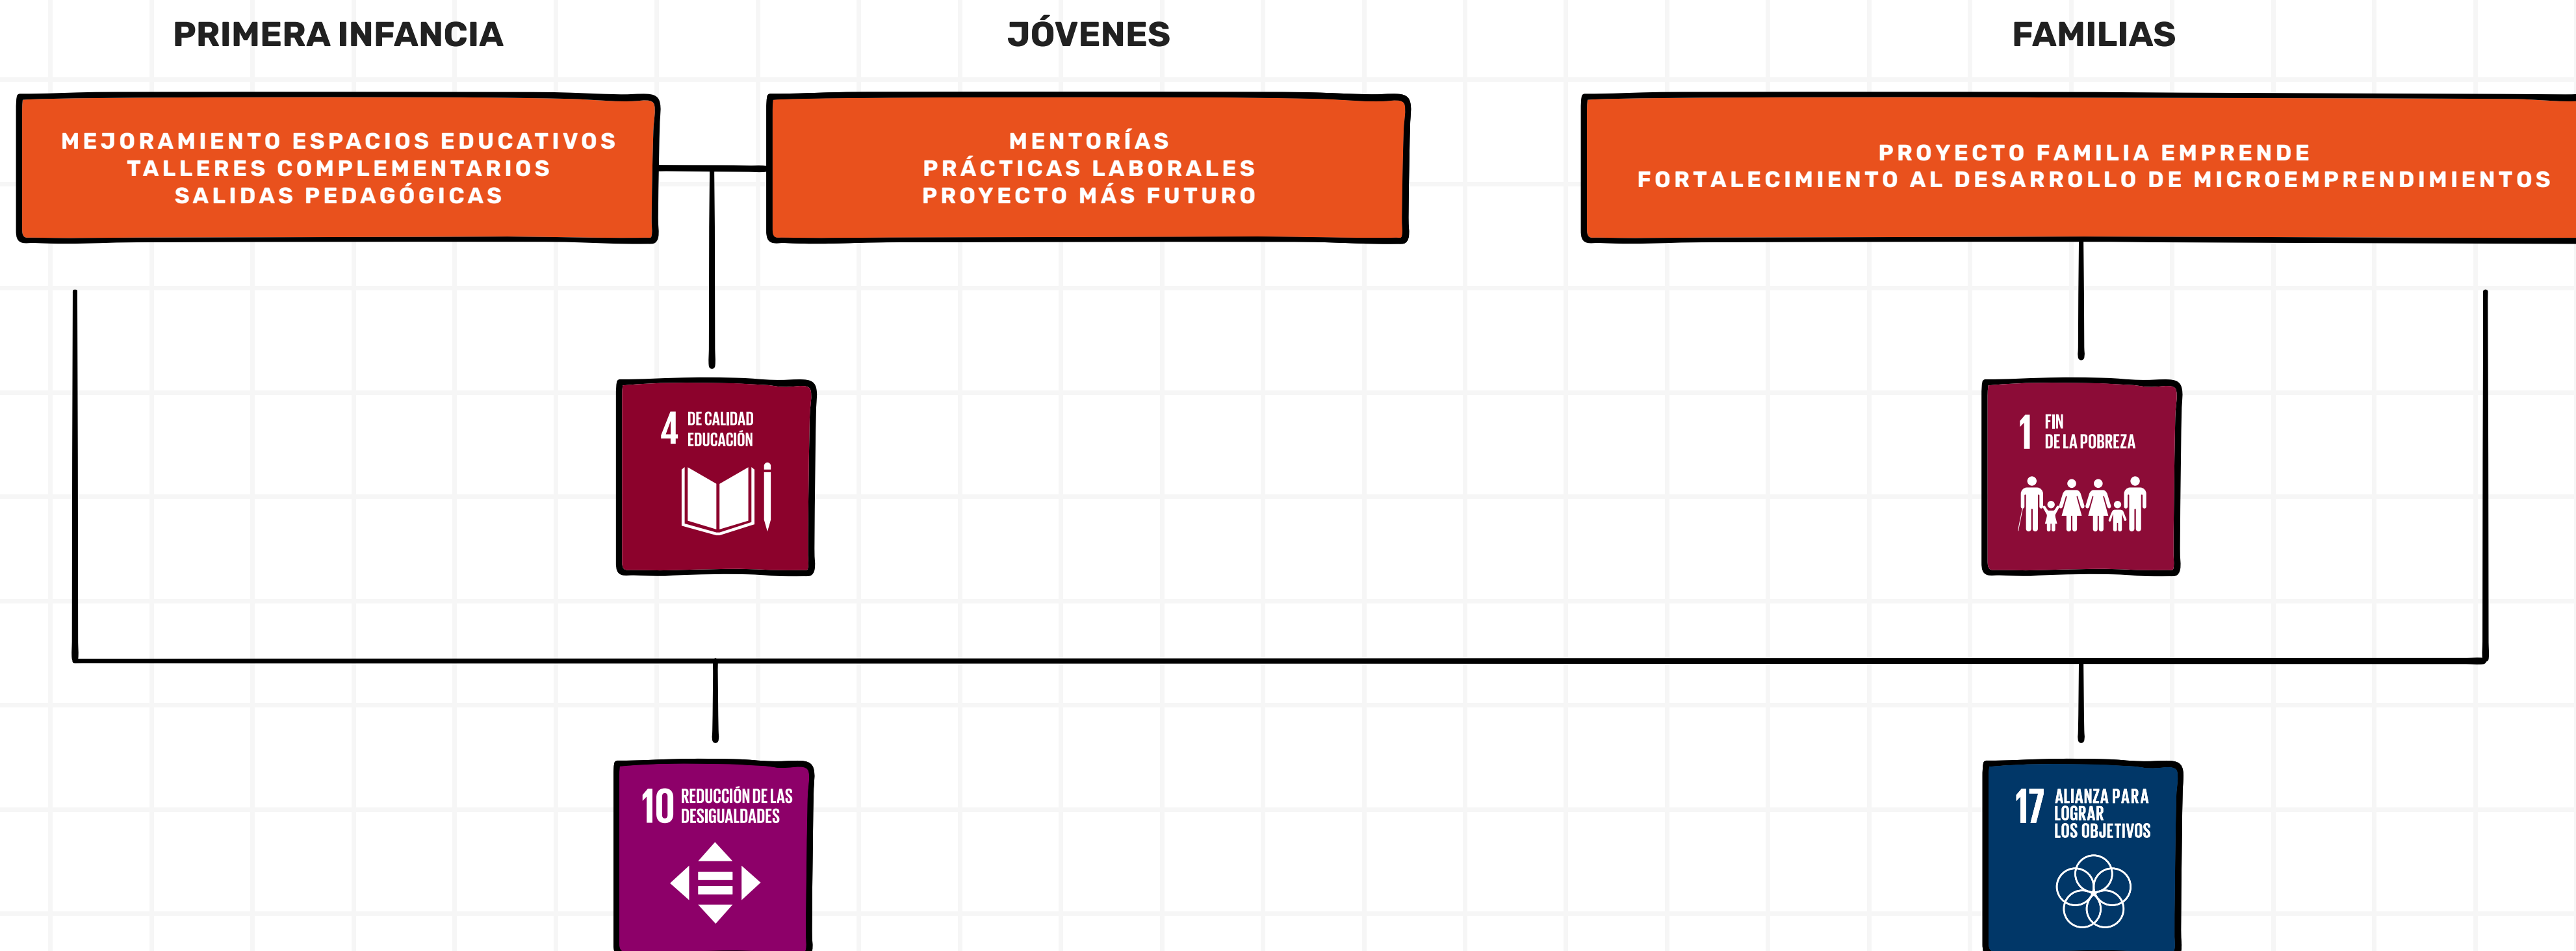 PRIMERA INFANCIA
JÓVENES
FAMILIAS
MEJORAMIENTO ESPACIOS EDUCATIVOS
TALLERES COMPLEMENTARIOS
SALIDAS PEDAGÓGICAS
MENTORÍAS
PRÁCTICAS LABORALES
PROYECTO MÁS FUTURO
PROYECTO FAMILIA EMPRENDE
FORTALECIMIENTO AL DESARROLLO DE MICROEMPRENDIMIENTOS
4 DE CALIDAD
EDUCACIÓN
1 FIN
DE LA POBREZA
10 REDUCCIÓN DE LAS
DESIGUALDADES
17 ALIANZA PARA
LOGRAR
LOS OBJETIVOS